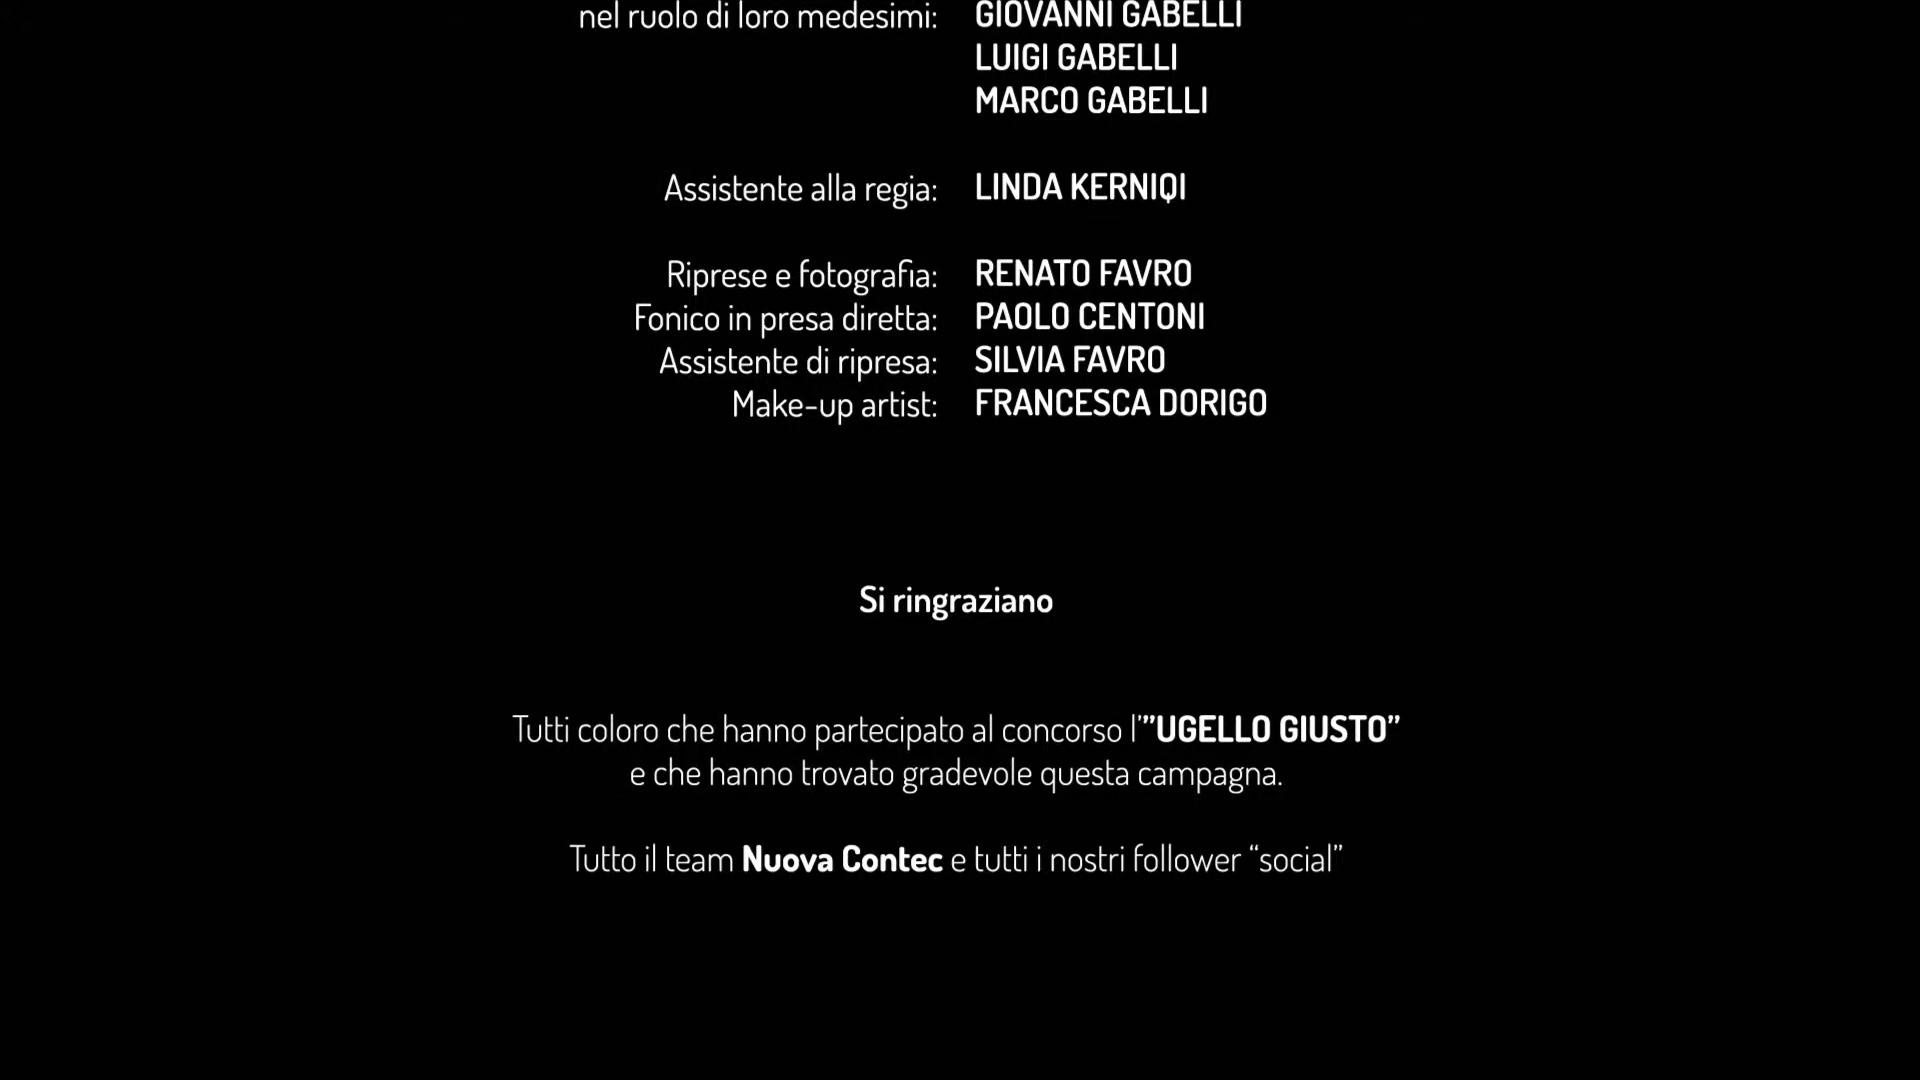 nel ruolo di loro medesimi: GIOVANNI GABELLI
LUIGI GABELLI
MARCO GABELLI
Assistente alla regia: LINDA KERNIQI
Riprese e fotografia: RENATO FAVRO
Fonico in presa diretta: PAOLO CENTONI
Assistente di ripresa: SILVIA FAVRO
Make-up artist: FRANCESCA DORIGO
Si ringraziano
Tutti coloro che hanno partecipato al concorso l'”UGELLO GIUSTO”
e che hanno trovato gradevole questa campagna.
Tutto il team Nuova Contec e tutti i nostri follower “social”